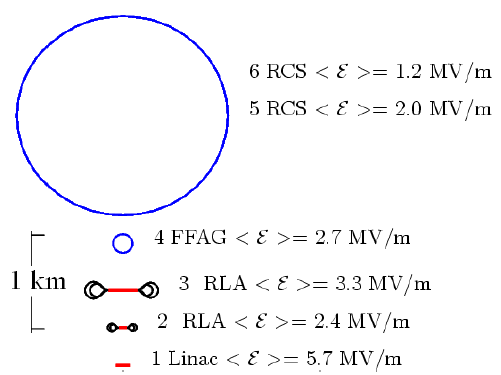 6 RCS < ℰ >= 1.2 MV/m
5 RCS < ℰ >= 2.0 MV/m
4 FFAG < ℰ >= 2.7 MV/m
1 km
3 RLA < ℰ >= 3.3 MV/m
2 RLA < ℰ >= 2.4 MV/m
1 Linac < ℰ >= 5.7 MV/m